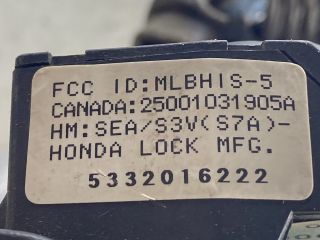 FCC ID:MLBHIS-5
CANADA:25001031905A
HM:SEA/S3V(S7A)-
HONDA LOCK MFG.
5332016222